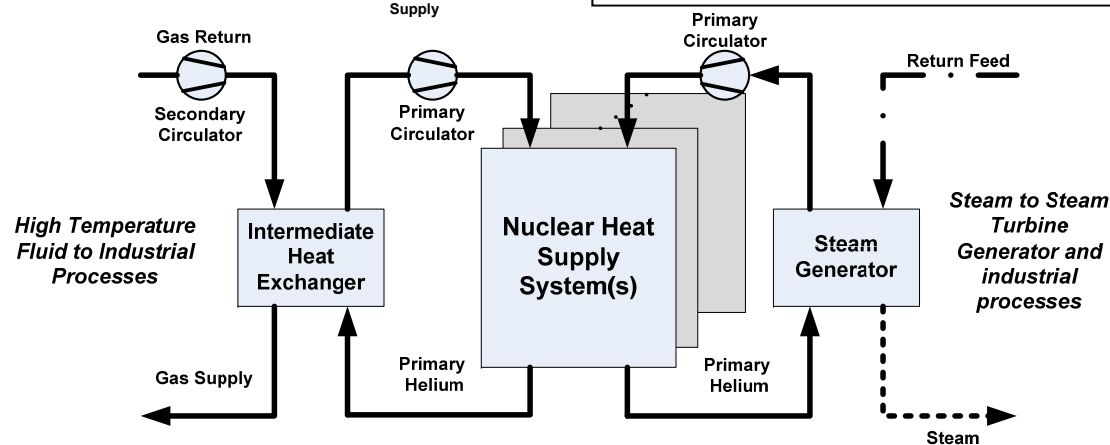 Supply
Gas Return
Secondary
Circulator
Primary
Circulator
Primary
Circulator
Return Feed
High Temperature
Fluid to Industrial
Processes
Intermediate
Heat
Exchanger
Nuclear Heat
Supply
System(s)
Steam
Generator
Steam to Steam
Turbine
Generator and
industrial
processes
Gas Supply
Primary
Helium
Primary
Helium
Steam